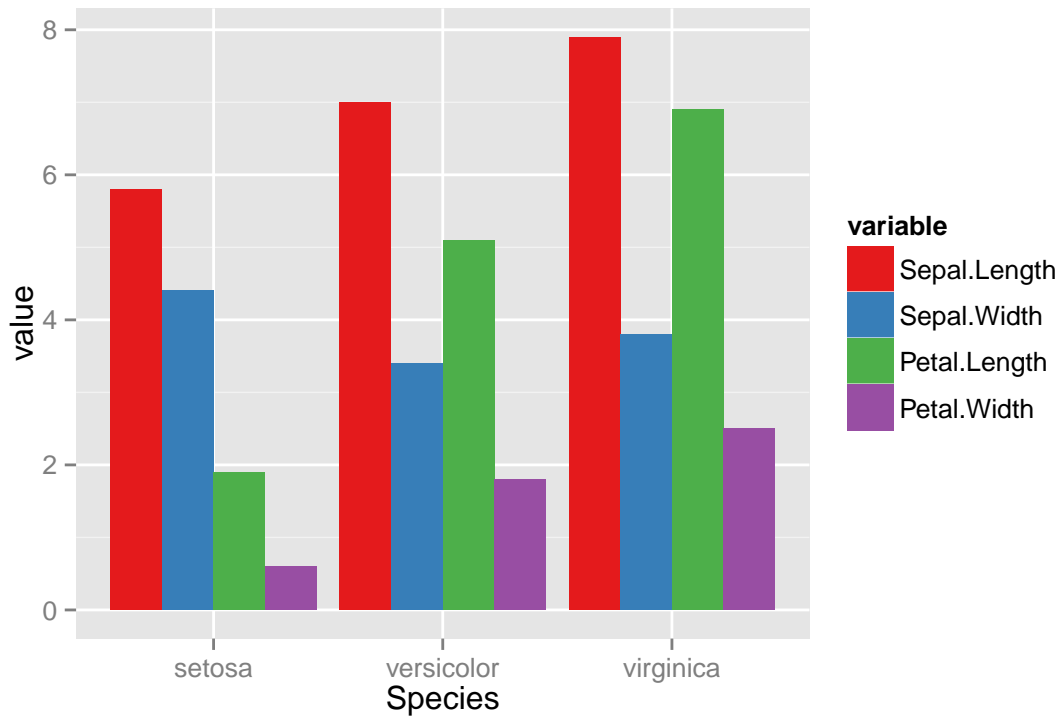 8
6
4
2
0
value
setosa
versicolor
virginica
Species
variable
Sepal.Length
Sepal.Width
Petal.Length
Petal.Width